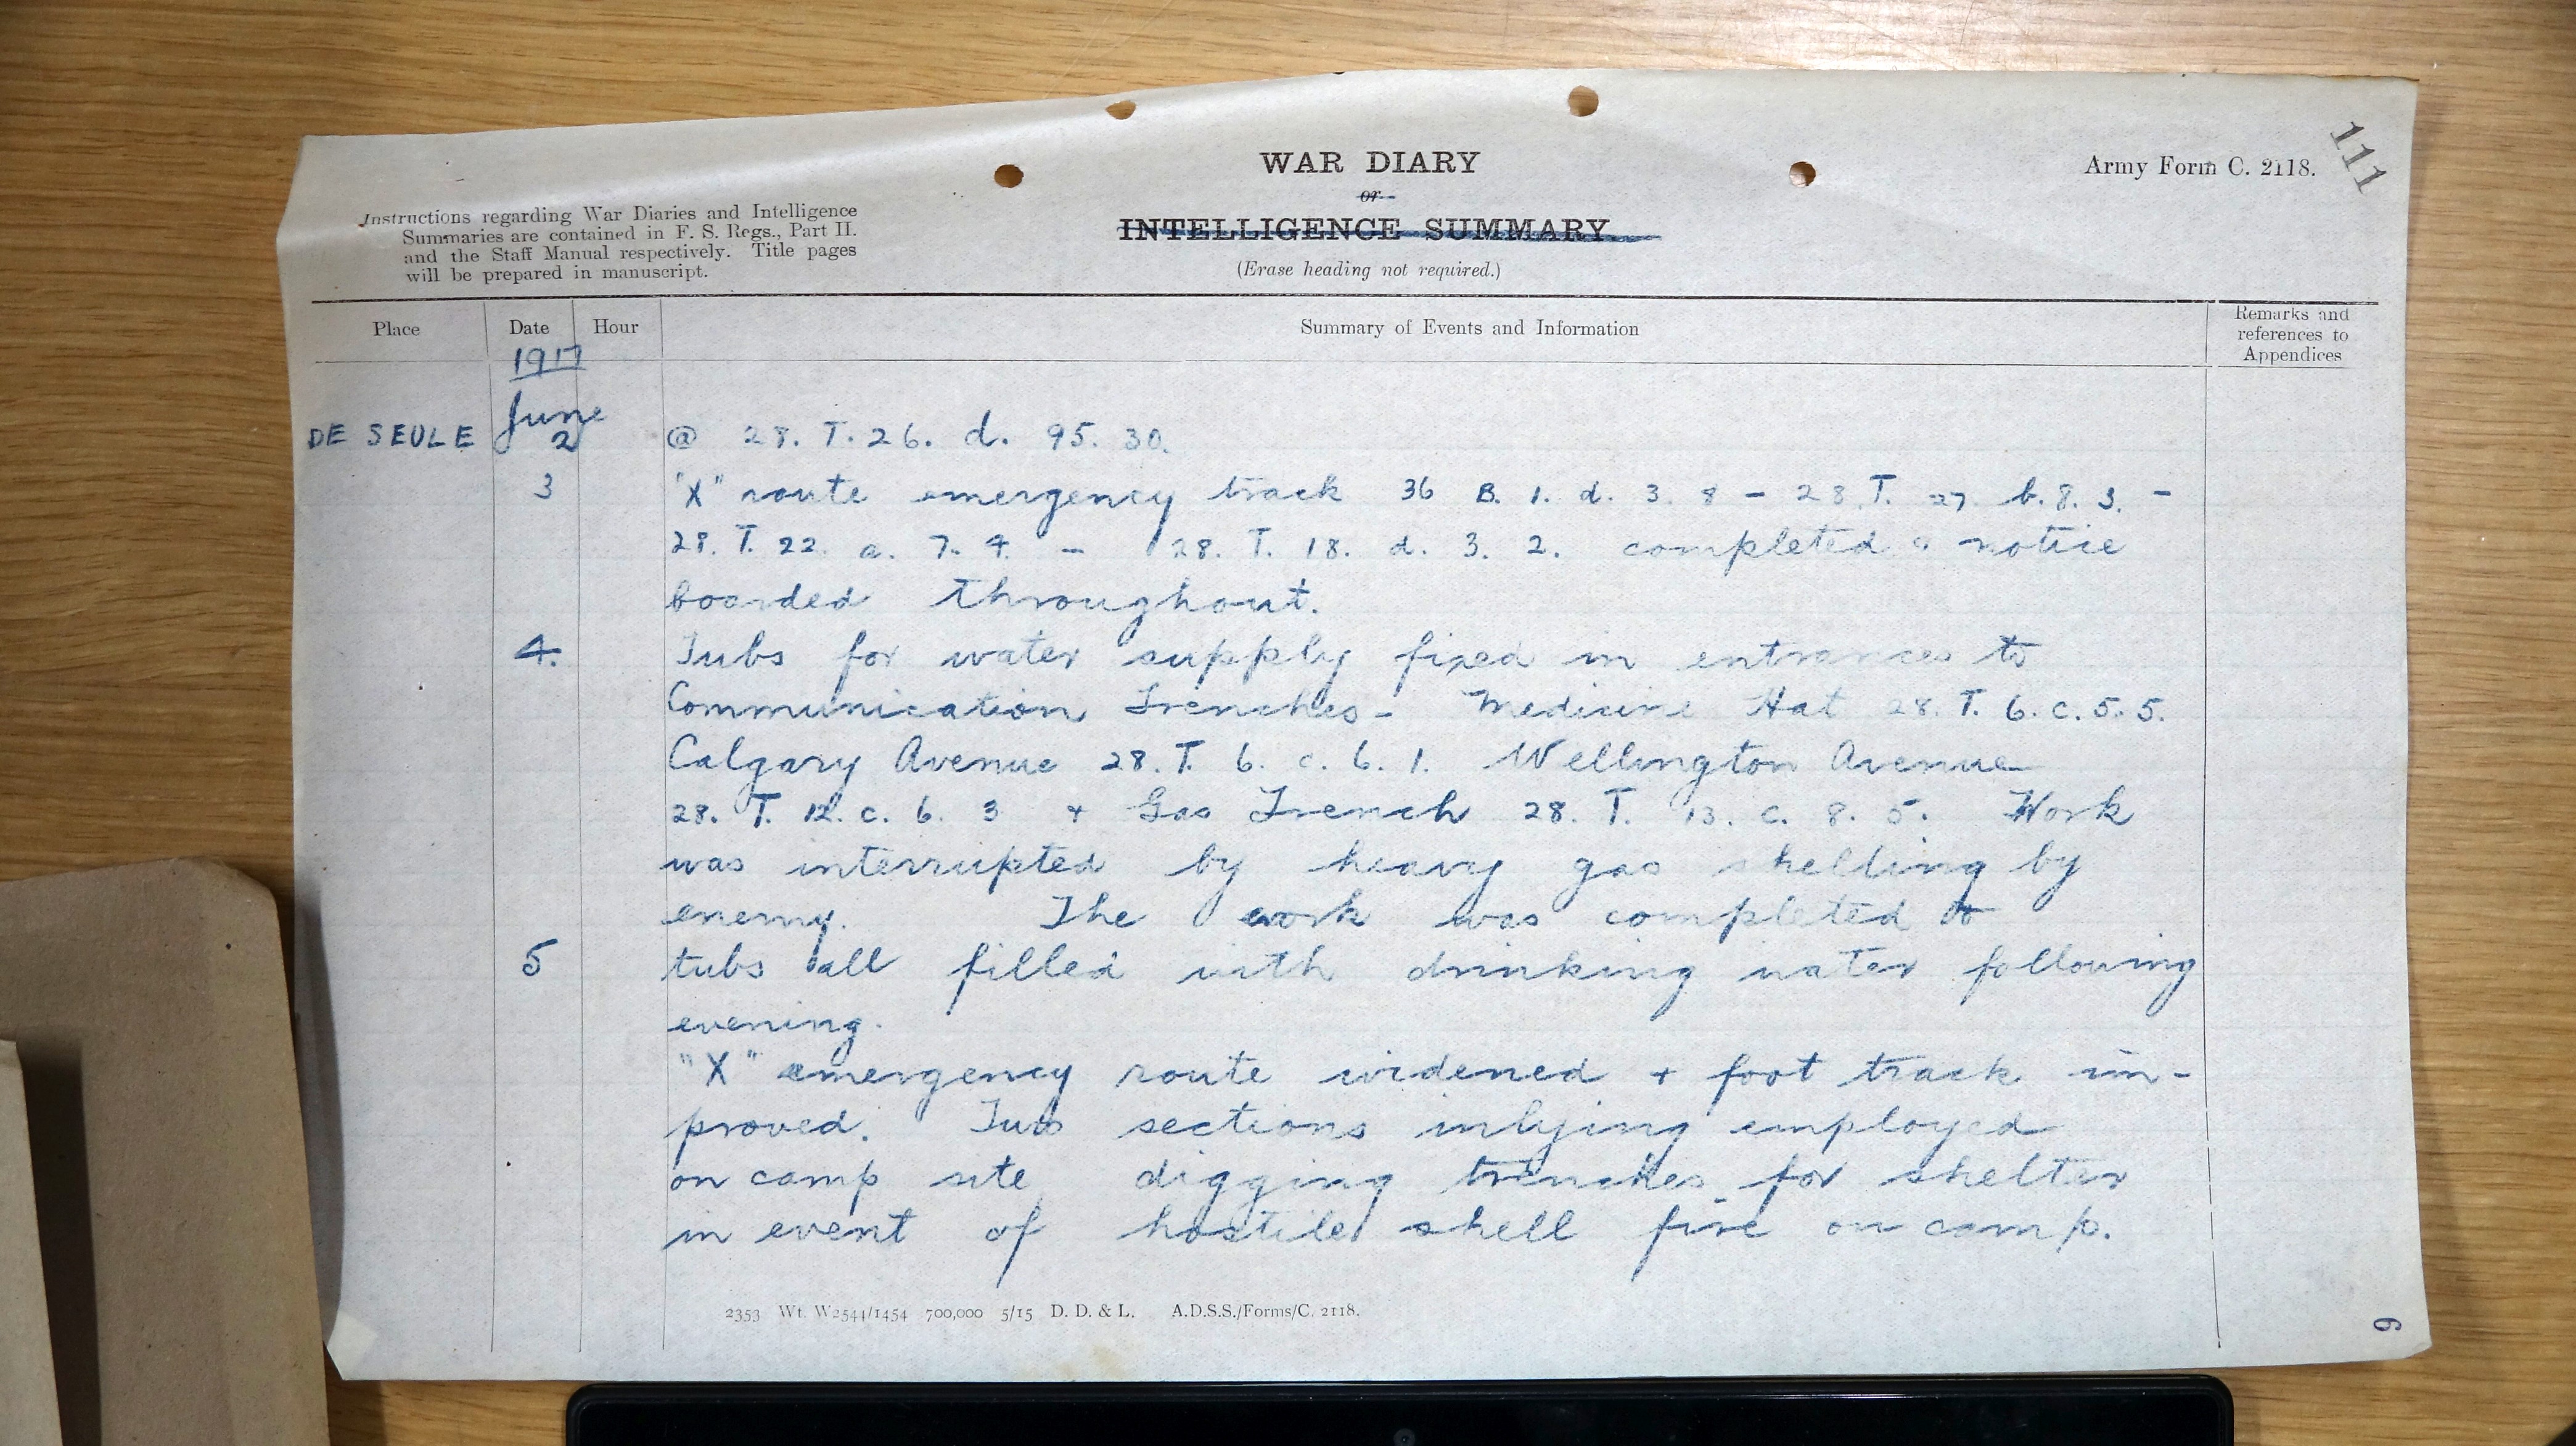 111
WAR DIARY
Army Form C. 2118.
or
INTELLIGENCE SUMMARY
(Erase heading not required.)
Instructions regarding War Diaries and Intelligence
Summaries are contained in F. S. Regs., Part II.
and the Staff Manual respectively. Title pages
will be prepared in manuscript.
Place Date Hour Summary of Events and Information Remarks and references to Appendices
1917
June
DE SEULE 2 @ 28. T. 26. d. 95. 30.
3 "X" route emergency track 36 B. 1. d. 3. 8 - 28. T. 27. b. 8. 3. -
28. T. 22. a. 7. 4. - 28. T. 18. d. 3. 2. completed & notice
boarded throughout.
4. Tubs for water supply fixed in entrances to
Communication Trenches - Medicine Hat 28. T. 6. c. 5. 5.
Calgary Avenue 28. T. 6. c. 6. 1. Wellington Avenue
28. T. 12. c. 6. 3 + Gas Trench 28. T. 13. c. 8. 5. Work
was interrupted by heavy gas shelling by
enemy. The work was completed &
5 tubs all filled with drinking water following
evening.
"X" emergency route widened + foot track im-
proved. Two sections inlying employed
on camp site digging trenches for shelter
in event of hostile shell fire on camp.
2353 Wt. W2544/1454 700,000 5/15 D. D. & L. A.D.S.S./Forms/C. 2118.
6